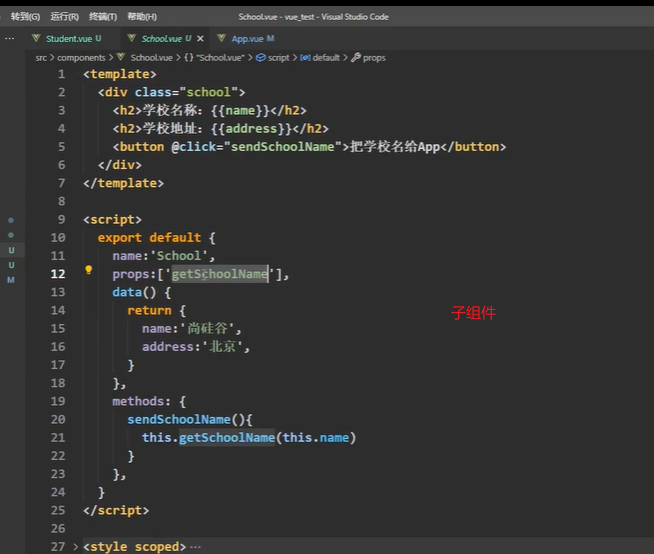 转到(G) 运行(R) 终端(T) 帮助(H) School.vue - vue_test - Visual Studio Code
··· Student.vue U School.vue U × App.vue M
src > components > School.vue > {} "School.vue" > script > default > props
1 <template>
2 <div class="school">
3 <h2>学校名称：{{name}}</h2>
4 <h2>学校地址：{{address}}</h2>
5 <button @click="sendSchoolName">把学校名给App</button>
6 </div>
7 </template>
8
9 <script>
10 export default {
11 name:'School',
12 props:['getSchoolName'],
13 data() {
14 return {
15 name:'尚硅谷',
16 address:'北京',
17 }
18 },
19 methods: {
20 sendSchoolName(){
21 this.getSchoolName(this.name)
22 }
23 },
24 }
25 </script>
26
27 > <style scoped>···
U
U
M
子组件